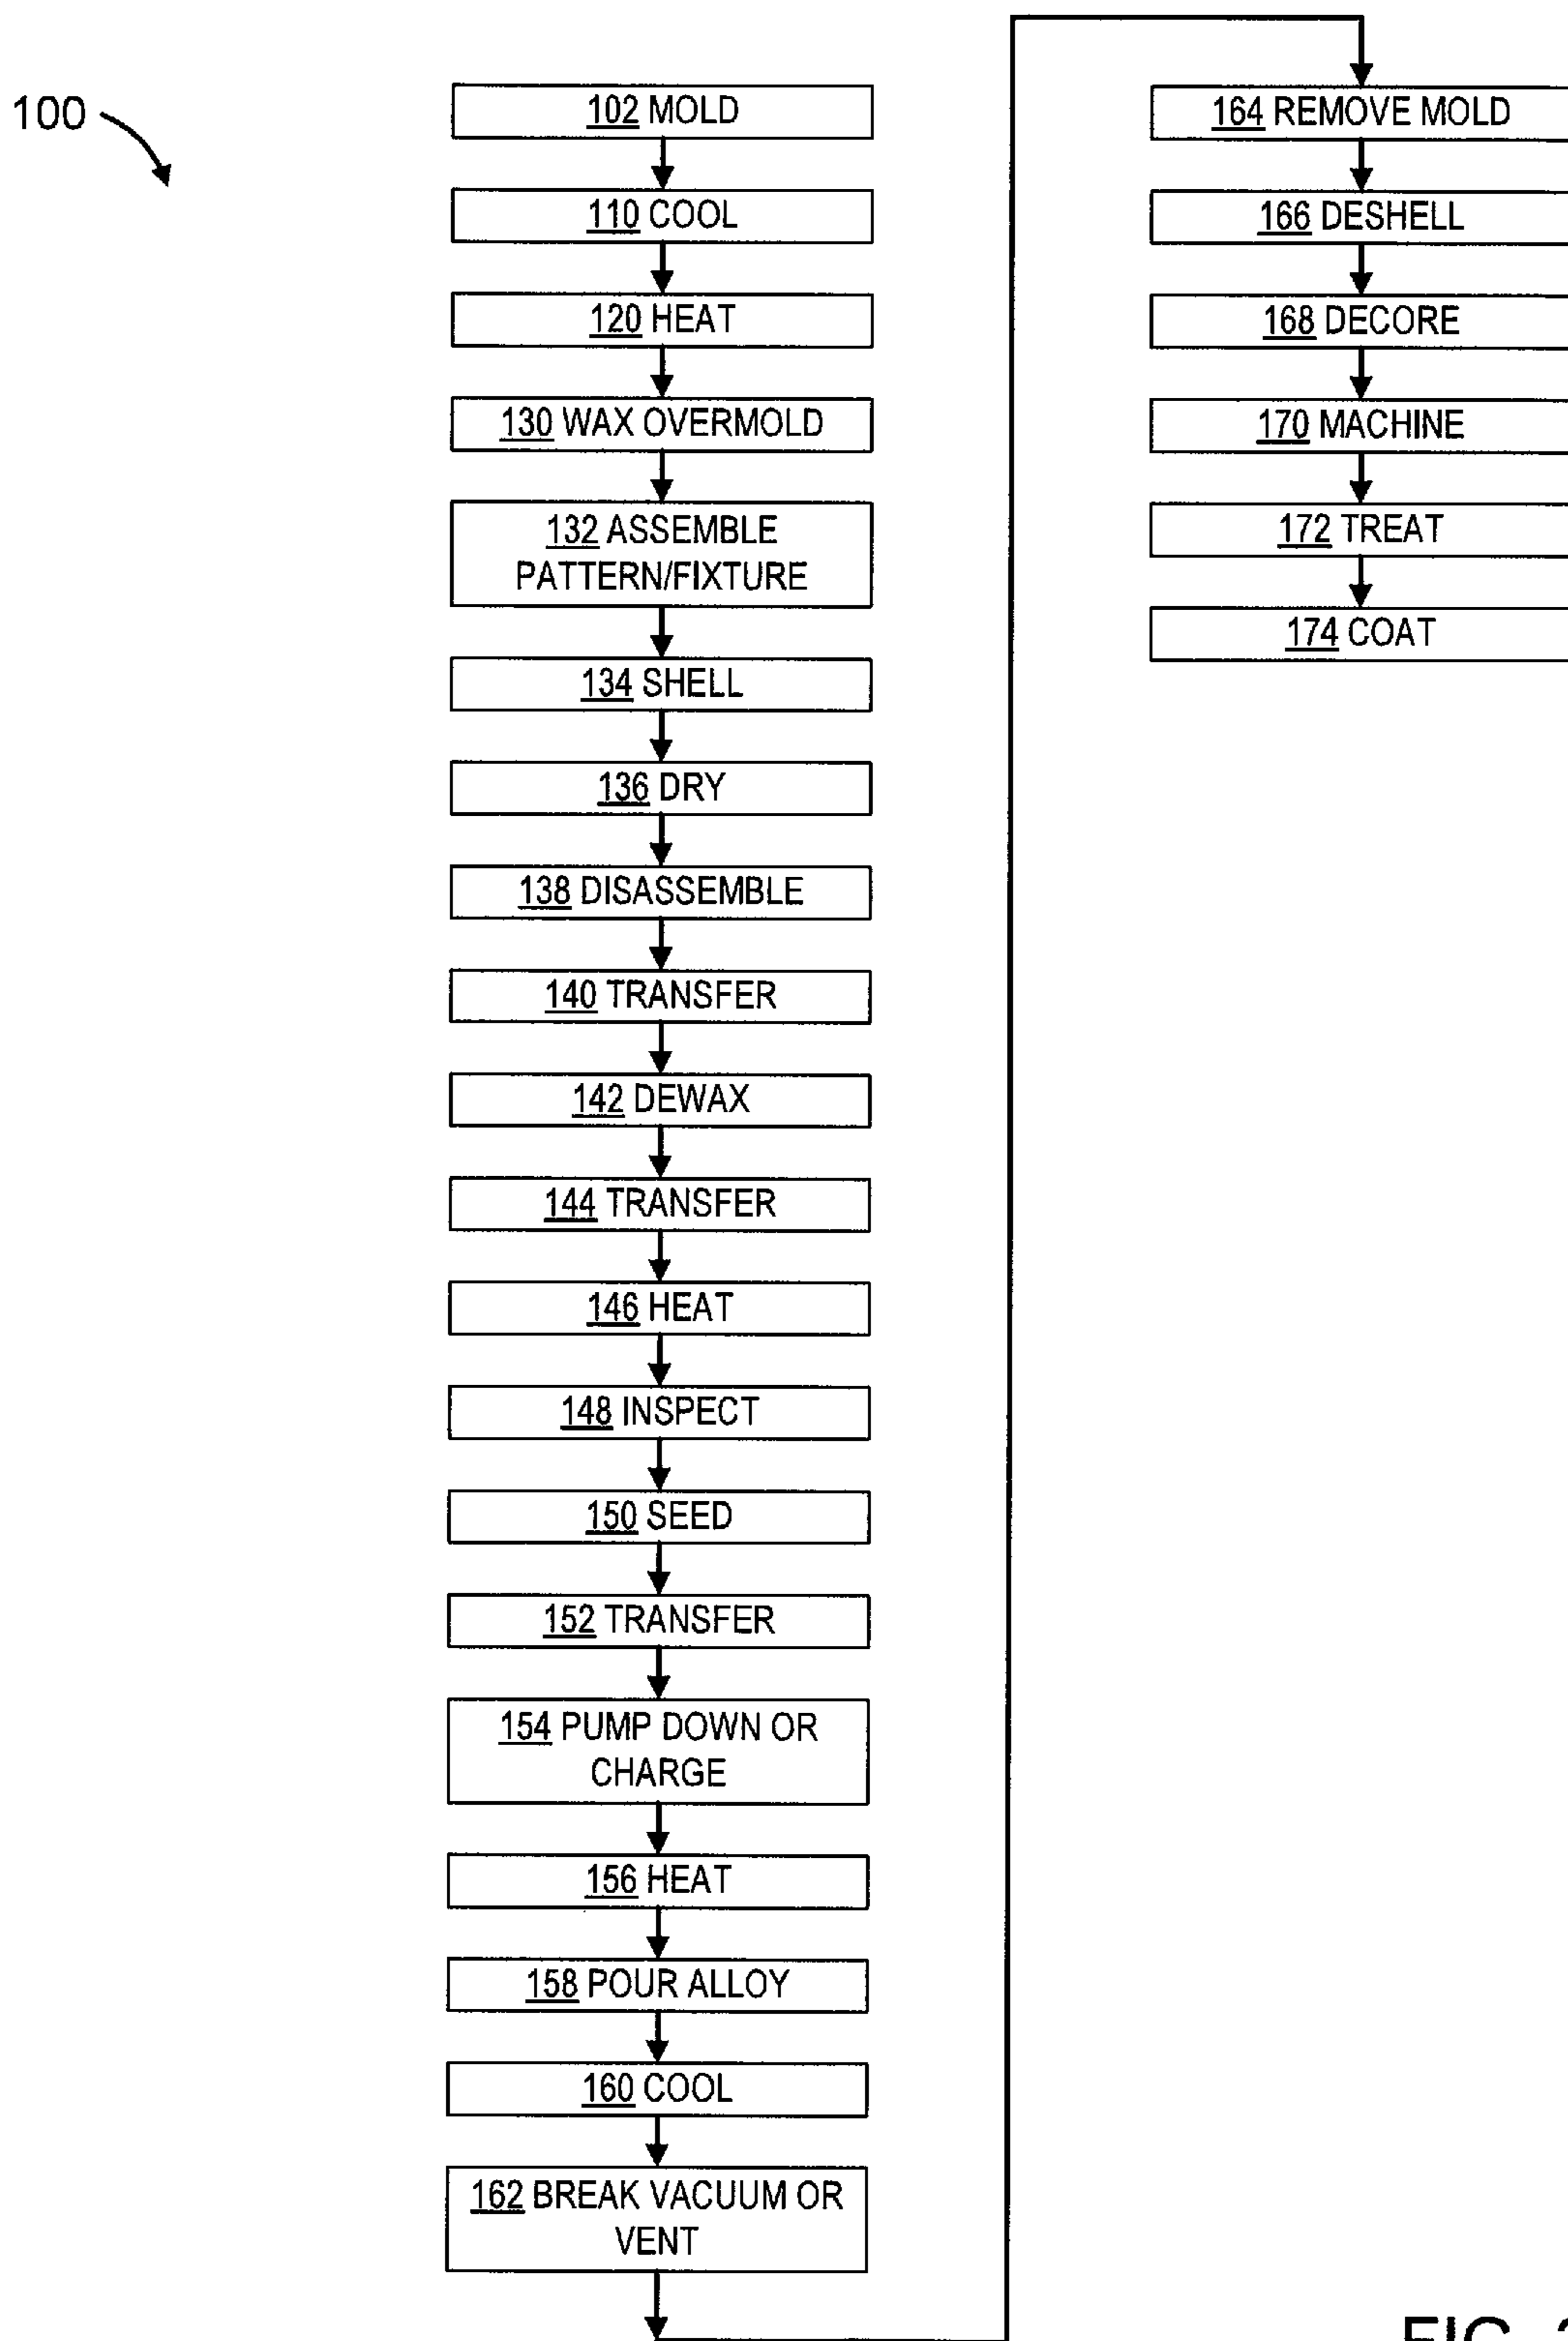 100
102 MOLD
110 COOL
120 HEAT
130 WAX OVERMOLD
132 ASSEMBLE
PATTERN/FIXTURE
134 SHELL
136 DRY
138 DISASSEMBLE
140 TRANSFER
142 DEWAX
144 TRANSFER
146 HEAT
148 INSPECT
150 SEED
152 TRANSFER
154 PUMP DOWN OR
CHARGE
156 HEAT
158 POUR ALLOY
160 COOL
162 BREAK VACUUM OR
VENT
164 REMOVE MOLD
166 DESHELL
168 DECORE
170 MACHINE
172 TREAT
174 COAT
FIG.